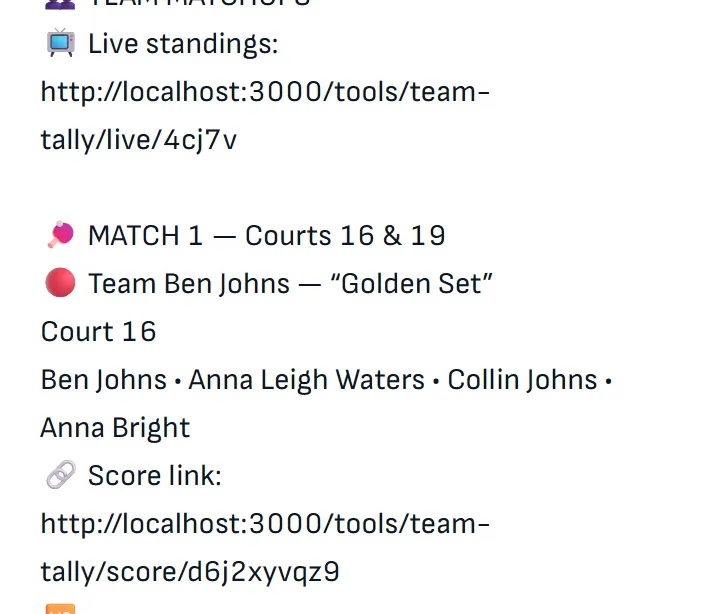 TEAM MATCHUPS
📺 Live standings:
http://localhost:3000/tools/team-
tally/live/4cj7v
🏓 MATCH 1 — Courts 16 & 19
🔴 Team Ben Johns — “Golden Set”
Court 16
Ben Johns • Anna Leigh Waters • Collin Johns •
Anna Bright
🔗 Score link:
http://localhost:3000/tools/team-
tally/score/d6j2xyvqz9